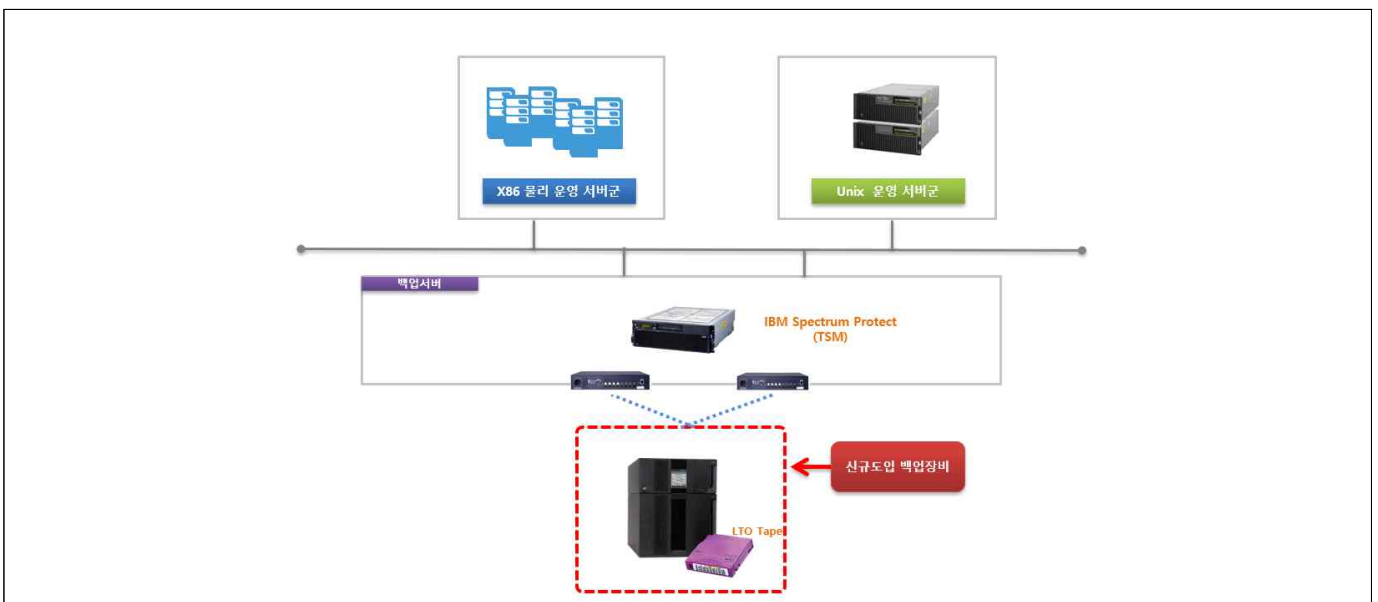 X86 물리 운영 서버군
Unix 운영 서버군
백업서버
IBM Spectrum Protect
(TSM)
신규도입 백업장비
LTO Tape